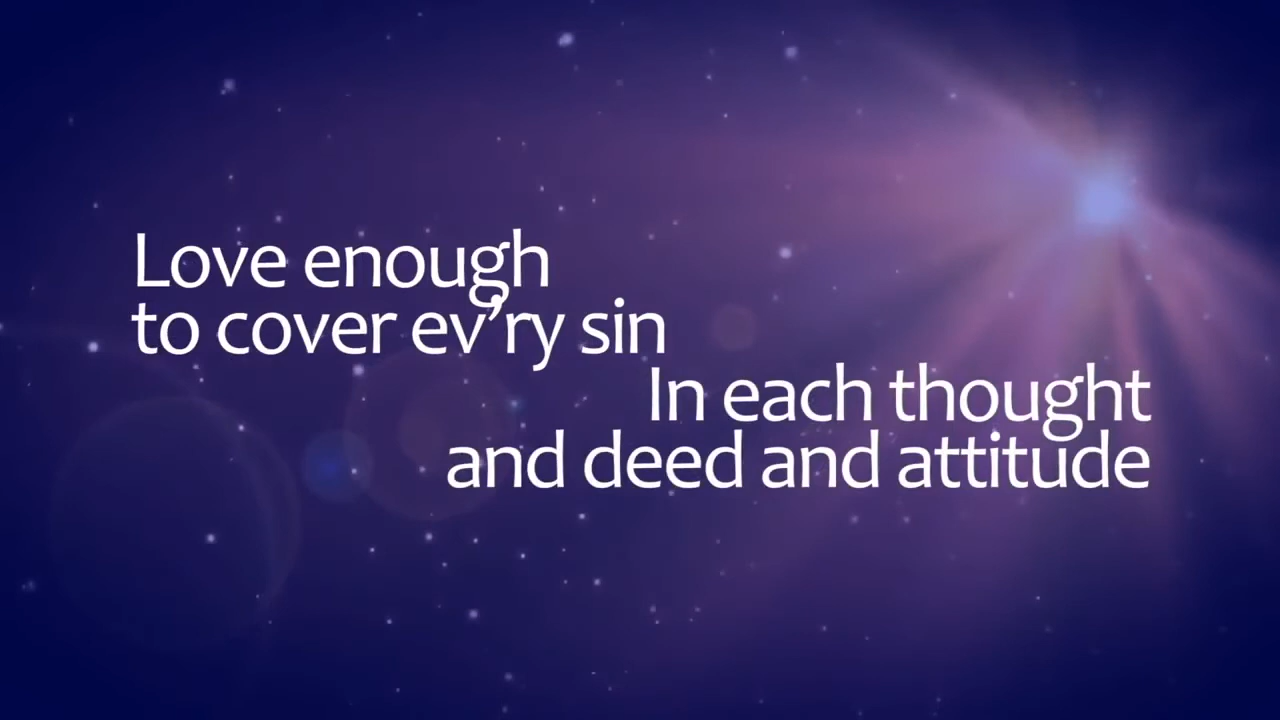 Love enough
to cover ev’ry sin
In each thought
and deed and attitude